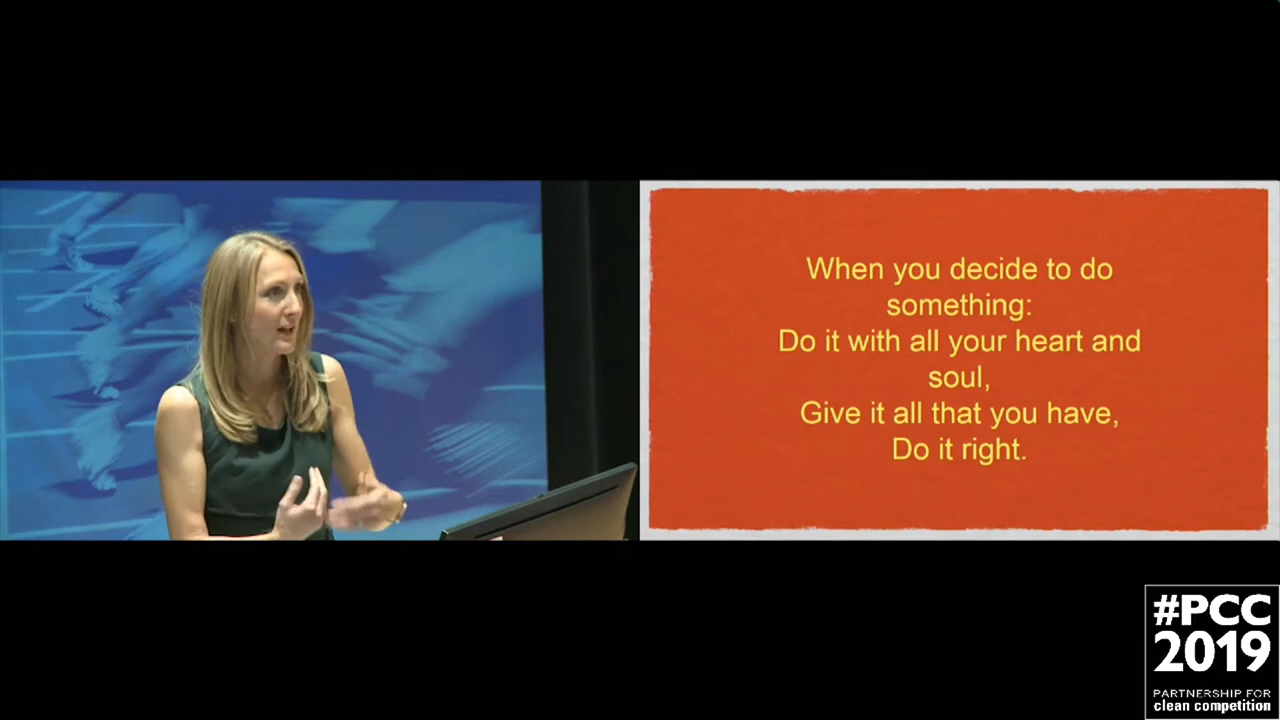 When you decide to do
something:
Do it with all your heart and
soul,
Give it all that you have,
Do it right.
#PCC
2019
PARTNERSHIP FOR
clean competition